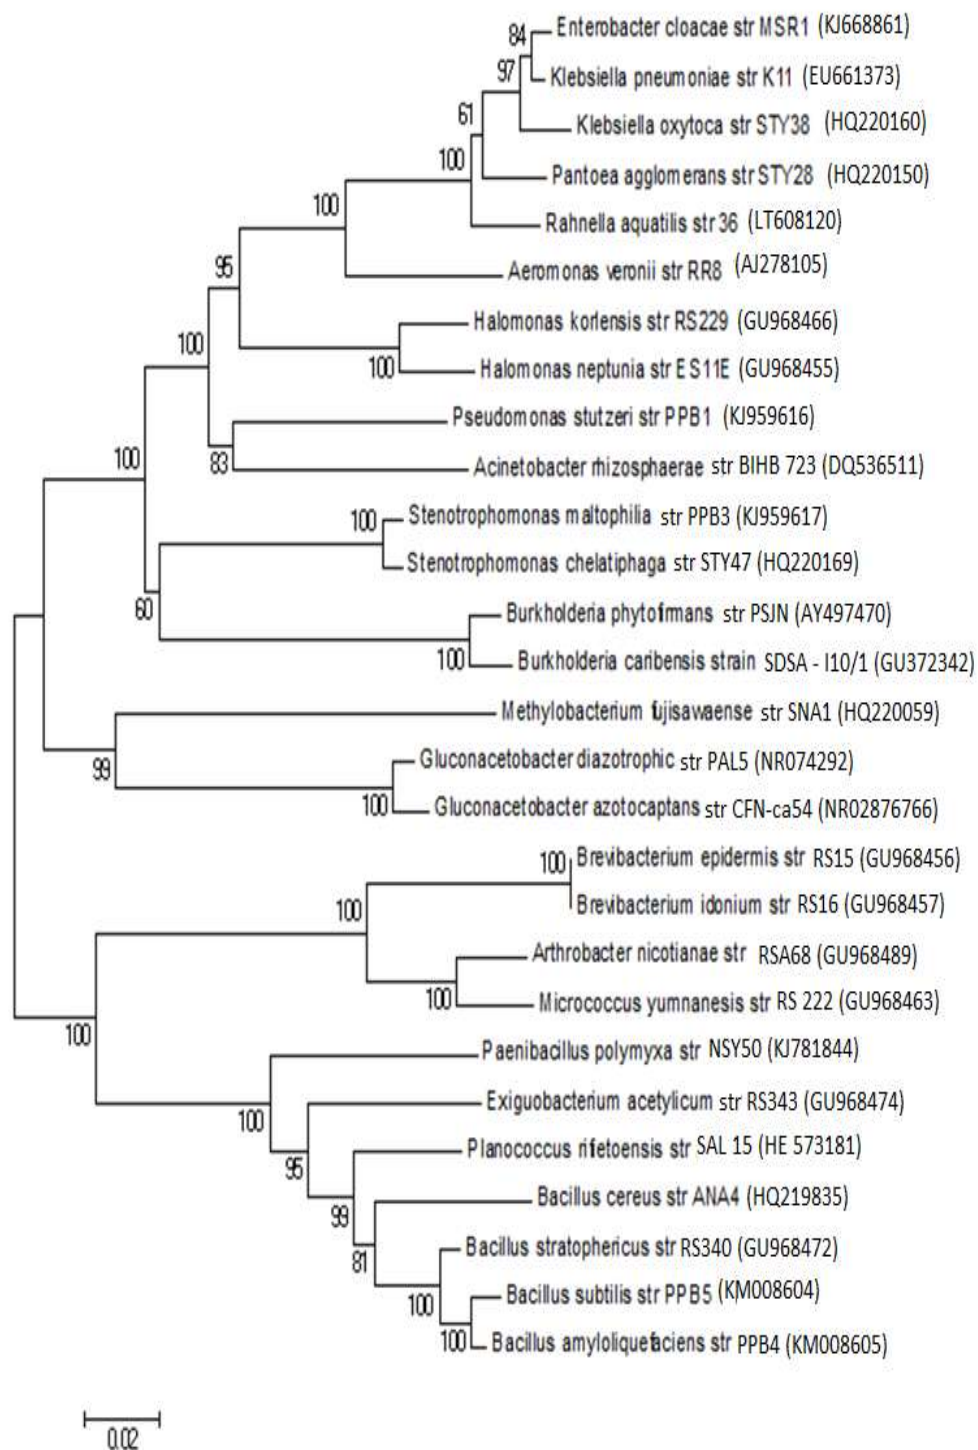 84
Enterobacter cloacae str MSR1 (KJ668861)
97
Klebsiella pneumoniae str K11 (EU661373)
61
Klebsiella oxytoca str STY38 (HQ220160)
100
Pantoea agglomerans str STY28 (HQ220150)
100
Rahnella aquatilis str 36 (LT608120)
95
Aeromonas veronii str RR8 (AJ278105)
100
Halomonas korlensis str RS229 (GU968466)
100
Halomonas neptunia str ES11E (GU968455)
Pseudomonas stutzeri str PPB1 (KJ959616)
100
83
Acinetobacter rhizosphaerae str BIHB 723 (DQ536511)
100
Stenotrophomonas maltophilia str PPB3 (KJ959617)
Stenotrophomonas chelatiphaga str STY47 (HQ220169)
60
Burkholderia phytofirmans str PSJN (AY497470)
100
Burkholderia caribensis strain SDSA - I10/1 (GU372342)
Methylobacterium fujisawaense str SNA1 (HQ220059)
99
Gluconacetobacter diazotrophic str PAL5 (NR074292)
100
Gluconacetobacter azotocaptans str CFN-ca54 (NR02876766)
100
Brevibacterium epidermis str RS15 (GU968456)
100
Brevibacterium idonium str RS16 (GU968457)
Arthrobacter nicotianae str RSA68 (GU968489)
100
Micrococcus yumnanesis str RS 222 (GU968463)
100
Paenibacillus polymyxa str NSY50 (KJ781844)
100
Exiguobacterium acetylicum str RS343 (GU968474)
95
Planococcus rifetoensis str SAL 15 (HE 573181)
99
Bacillus cereus str ANA4 (HQ219835)
81
Bacillus stratophericus str RS340 (GU968472)
100
Bacillus subtilis str PPB5 (KM008604)
100
Bacillus amyloliquefaciens str PPB4 (KM008605)
0.02